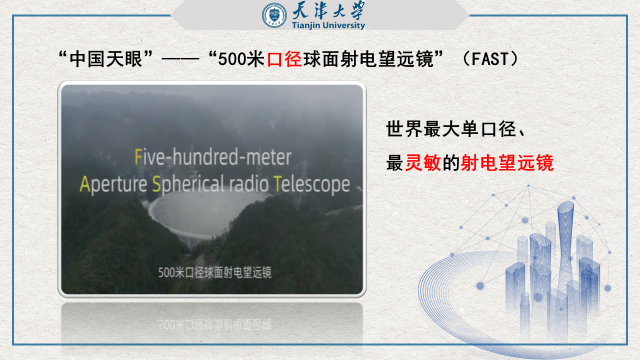 天津大学
Tianjin University
“中国天眼”——“500米口径球面射电望远镜”（FAST）
Five-hundred-meter
Aperture Spherical radio Telescope
500米口径球面射电望远镜
世界最大单口径、
最灵敏的射电望远镜